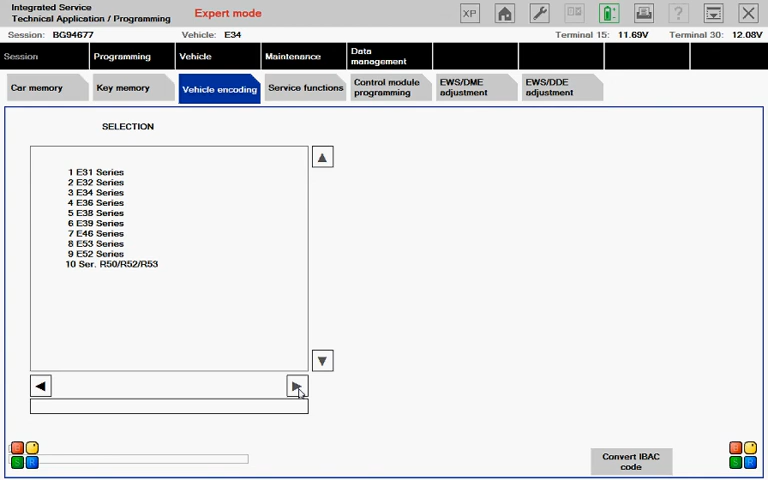 Integrated Service
Technical Application / Programming
Expert mode
XP
?
Session: BG94677
Vehicle: E34
Terminal 15: 11.69V
Terminal 30: 12.08V
Session
Programming
Vehicle
Maintenance
Data
management
Car memory
Key memory
Vehicle encoding
Service functions
Control module
programming
EWS/DME
adjustment
EWS/DDE
adjustment
SELECTION
1 E31 Series
2 E32 Series
3 E34 Series
4 E36 Series
5 E38 Series
6 E39 Series
7 E46 Series
8 E53 Series
9 E52 Series
10 Ser. R50/R52/R53
Convert IBAC
code